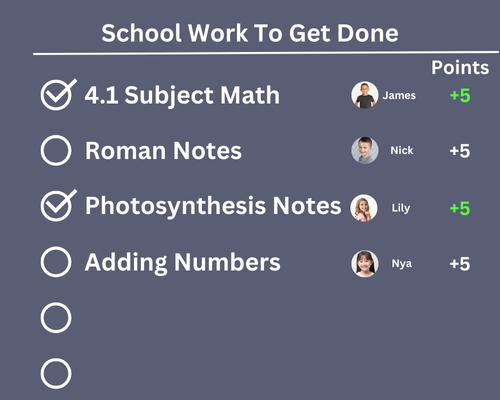 School Work To Get Done
Points
4.1 Subject Math James +5
Roman Notes Nick +5
Photosynthesis Notes Lily +5
Adding Numbers Nya +5